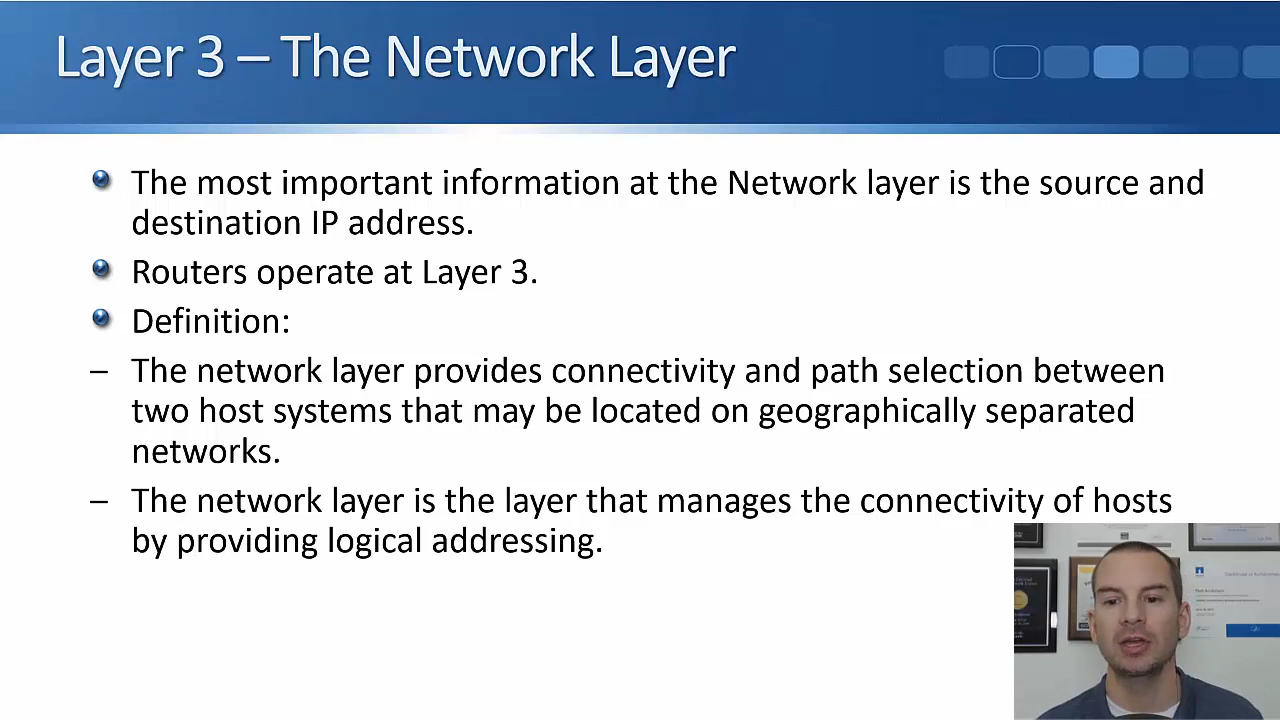 Layer 3 – The Network Layer
The most important information at the Network layer is the source and
destination IP address.
Routers operate at Layer 3.
Definition:
– The network layer provides connectivity and path selection between
two host systems that may be located on geographically separated
networks.
– The network layer is the layer that manages the connectivity of hosts
by providing logical addressing.